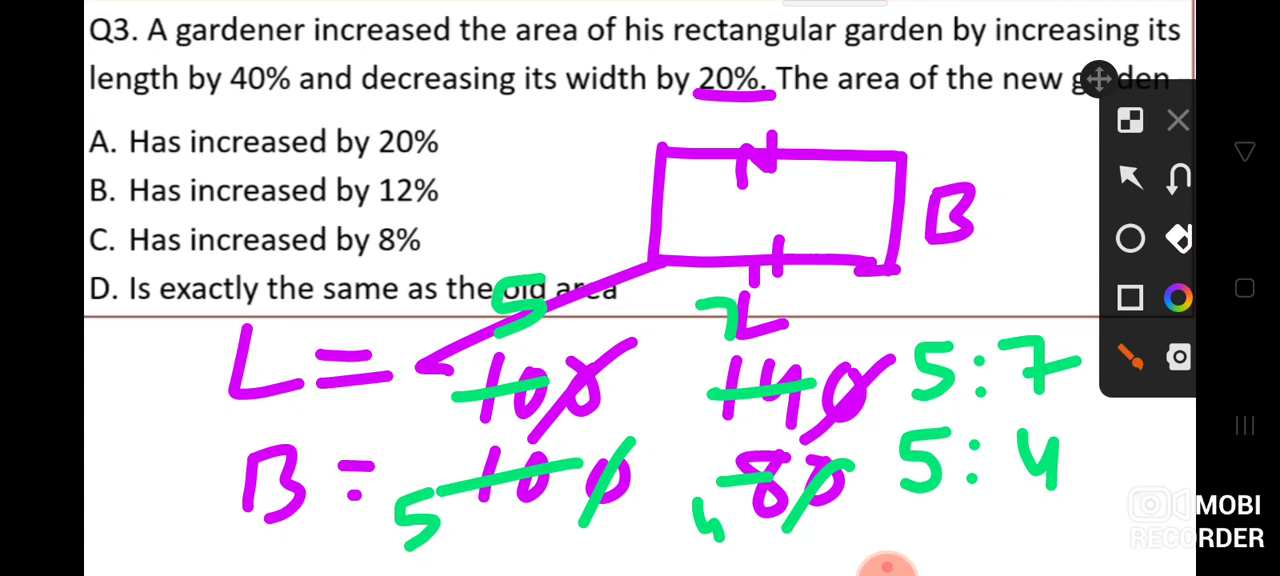 Q3. A gardener increased the area of his rectangular garden by increasing its
length by 40% and decreasing its width by 20%. The area of the new garden
A. Has increased by 20%
B. Has increased by 12%
C. Has increased by 8%
D. Is exactly the same as the old area
B
L
5 7
L = 100 140 5:7
B = 100 80 5:4
5 4
MOBI
RECORDER